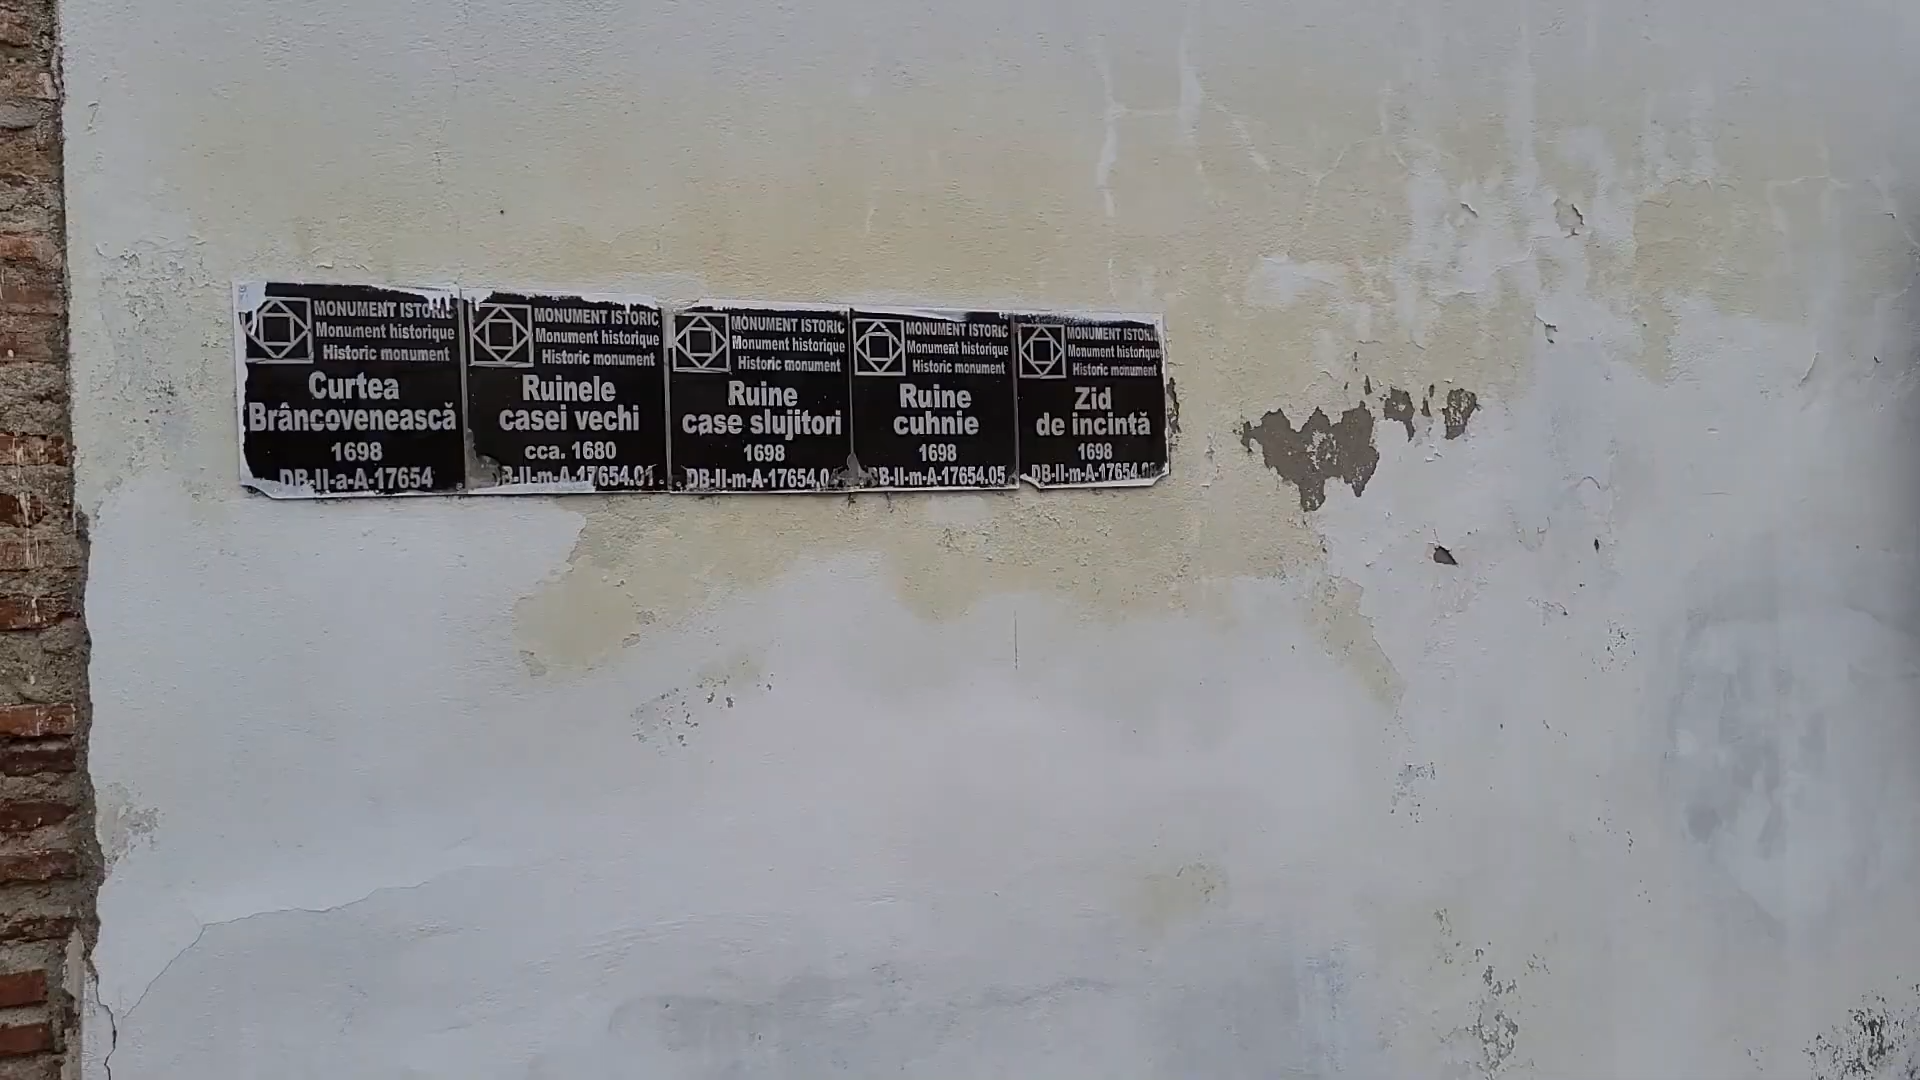 MONUMENT ISTORIC
Monument historique
Historic monument
Curtea
Brâncovenească
1698
DB-II-a-A-17654
MONUMENT ISTORIC
Monument historique
Historic monument
Ruinele
casei vechi
cca. 1680
B-II-m-A-17654.01
MONUMENT ISTORIC
Monument historique
Historic monument
Ruine
case slujitori
1698
DB-II-m-A-17654.0
MONUMENT ISTORIC
Monument historique
Historic monument
Ruine
cuhnie
1698
DB-II-m-A-17654.05
MONUMENT ISTORIC
Monument historique
Historic monument
Zid
de incintă
1698
DB-II-m-A-17654.0